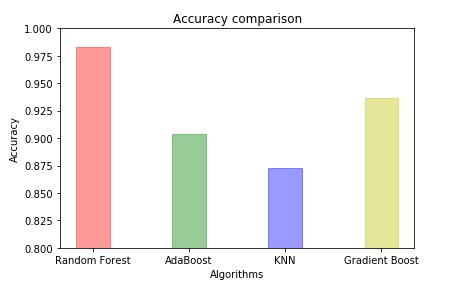 Accuracy comparison
1.000
0.975
0.950
0.925
0.900
0.875
0.850
0.825
0.800
Accuracy
Random Forest
AdaBoost
KNN
Gradient Boost
Algorithms